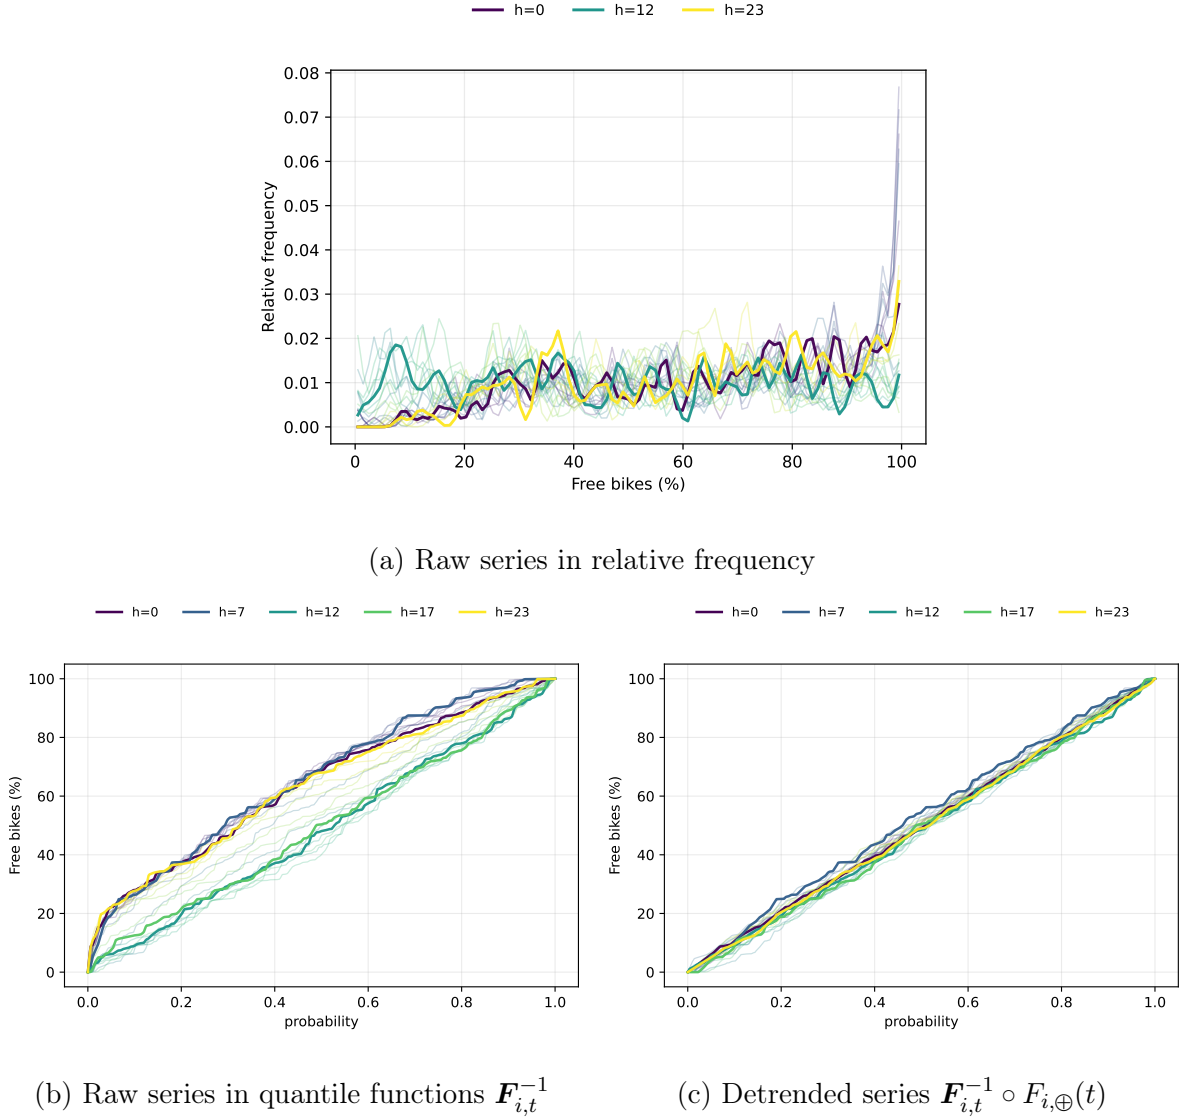 h=0 h=12 h=23
0.08
0.07
0.06
0.05
0.04
0.03
0.02
0.01
0.00
Relative frequency
0 20 40 60 80 100
Free bikes (%)
(a) Raw series in relative frequency
h=0 h=7 h=12 h=17 h=23
100
80
60
40
20
0
Free bikes (%)
0.0 0.2 0.4 0.6 0.8 1.0
probability
(b) Raw series in quantile functions $\boldsymbol{F}_{i,t}^{-1}$
h=0 h=7 h=12 h=17 h=23
100
80
60
40
20
0
Free bikes (%)
0.0 0.2 0.4 0.6 0.8 1.0
probability
(c) Detrended series $\boldsymbol{F}_{i,t}^{-1} \circ F_{i,\oplus}(t)$